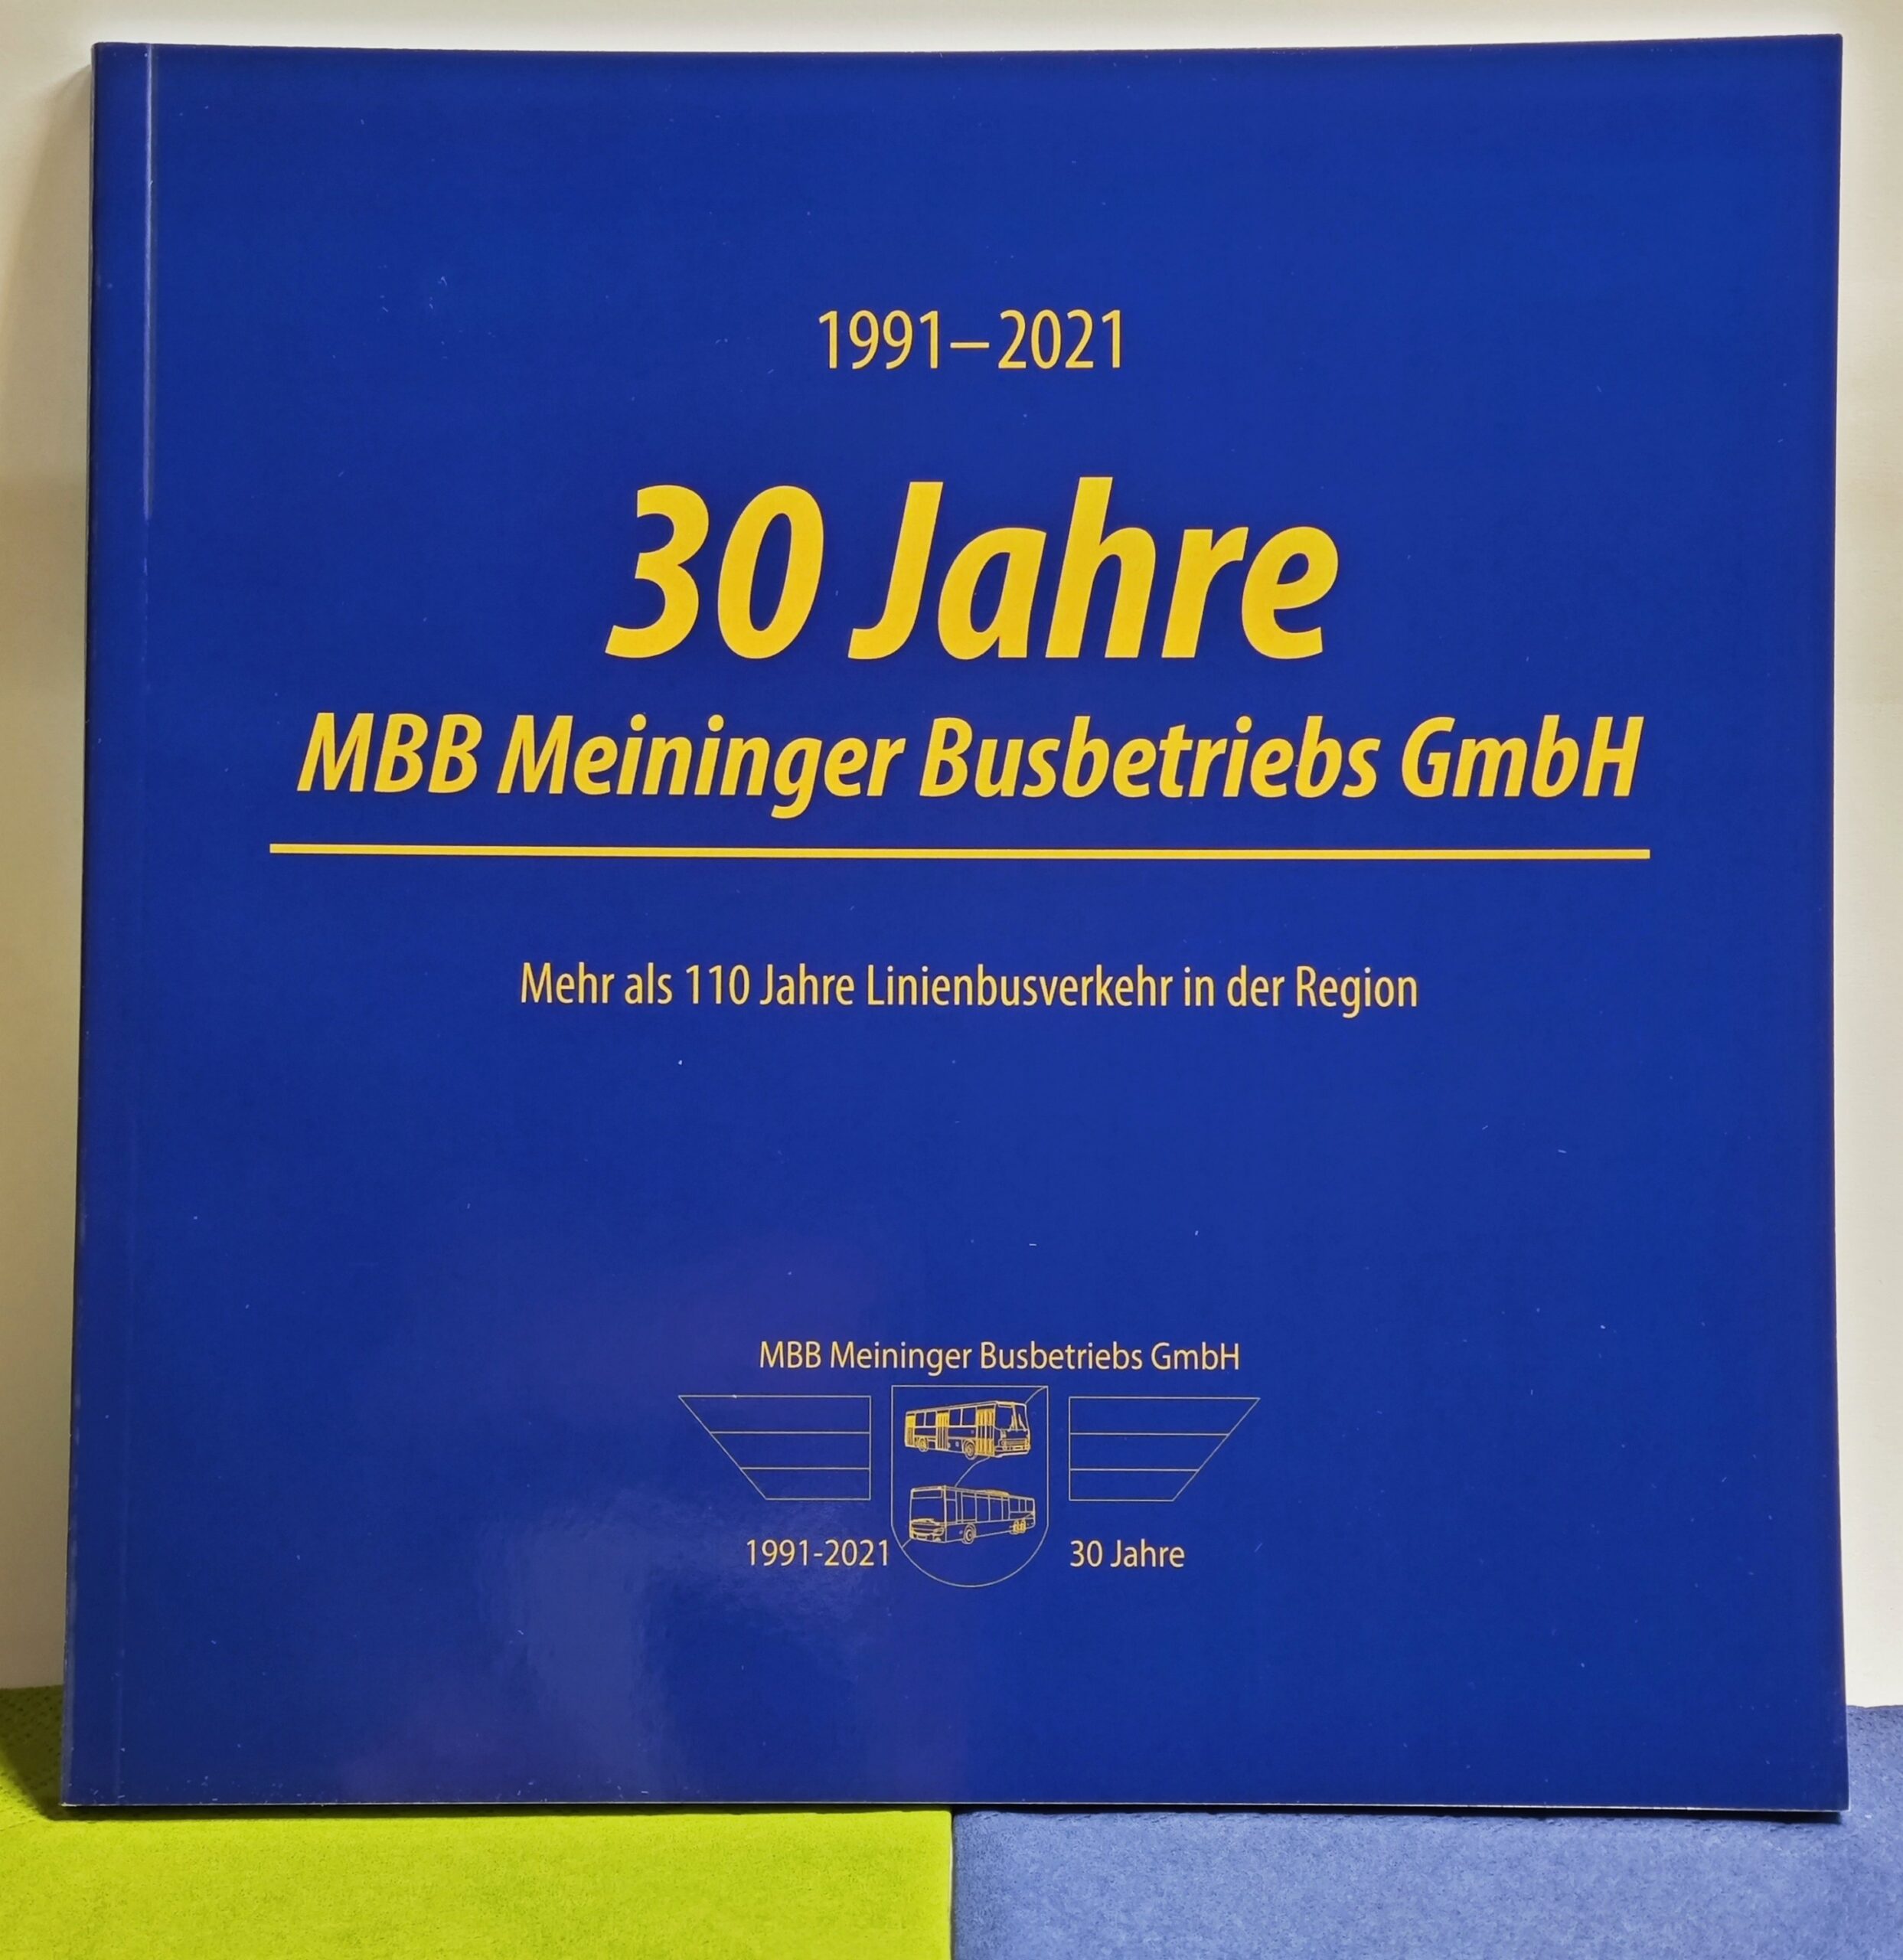 1991–2021
30 Jahre
MBB Meininger Busbetriebs GmbH
Mehr als 110 Jahre Linienbusverkehr in der Region
MBB Meininger Busbetriebs GmbH
1991-2021 30 Jahre